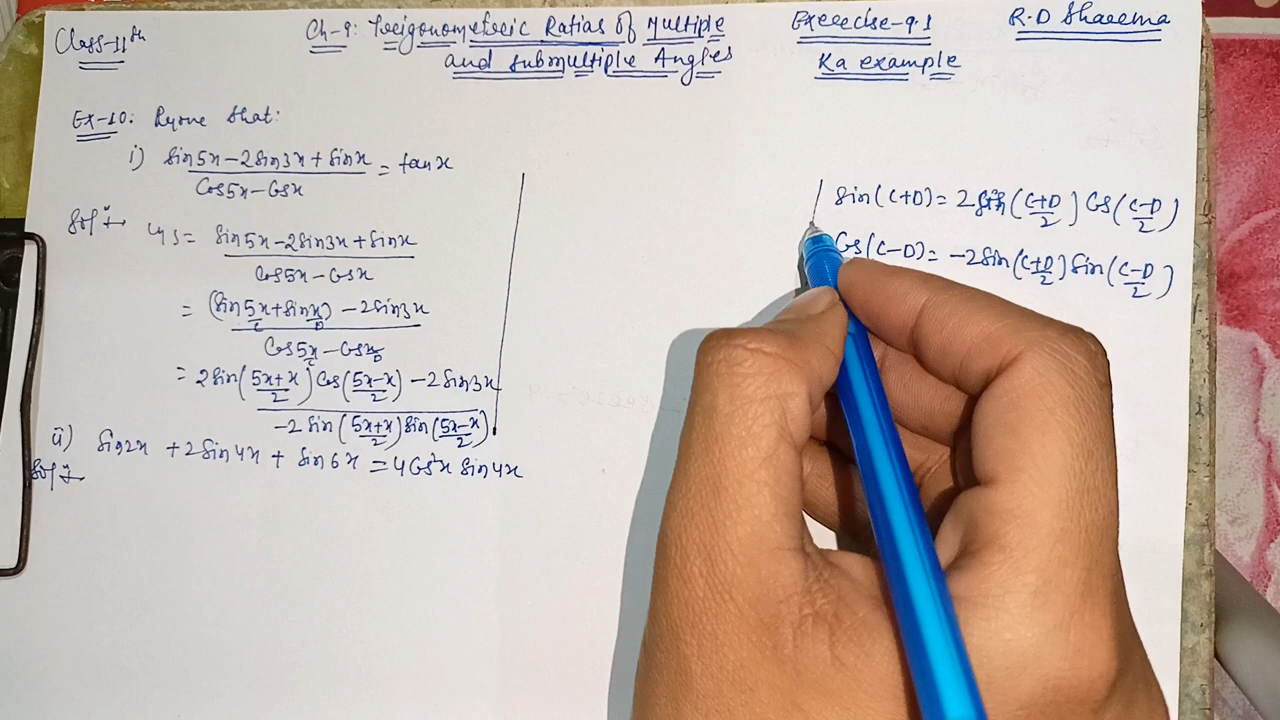 Class-11th
Ch-9: Trigonometric Ratios of Multiple
and submultiple Angles
Exercise-9.1
Ka example
R.D Sharma
Ex-10: Prove that:
i) sin5x-2sin3x+sinx / cos5x-cosx = tanx
Solⁿ:→ LHS = sin5x-2sin3x+sinx / cos5x-cosx
= (sin5x+sinx)-2sin3x / cos5x-cosx
C D
C D
= 2sin(5x+x/2)cos(5x-x/2)-2sin3x / -2sin(5x+x/2)sin(5x-x/2)
ii) sin2x+2sin4x+sin6x=4cos²x sin4x
Solⁿ:→
sin(C+D)=2sin(C+D/2)cos(C-D/2)
cos(C-D)=-2sin(C+D/2)sin(C-D/2)